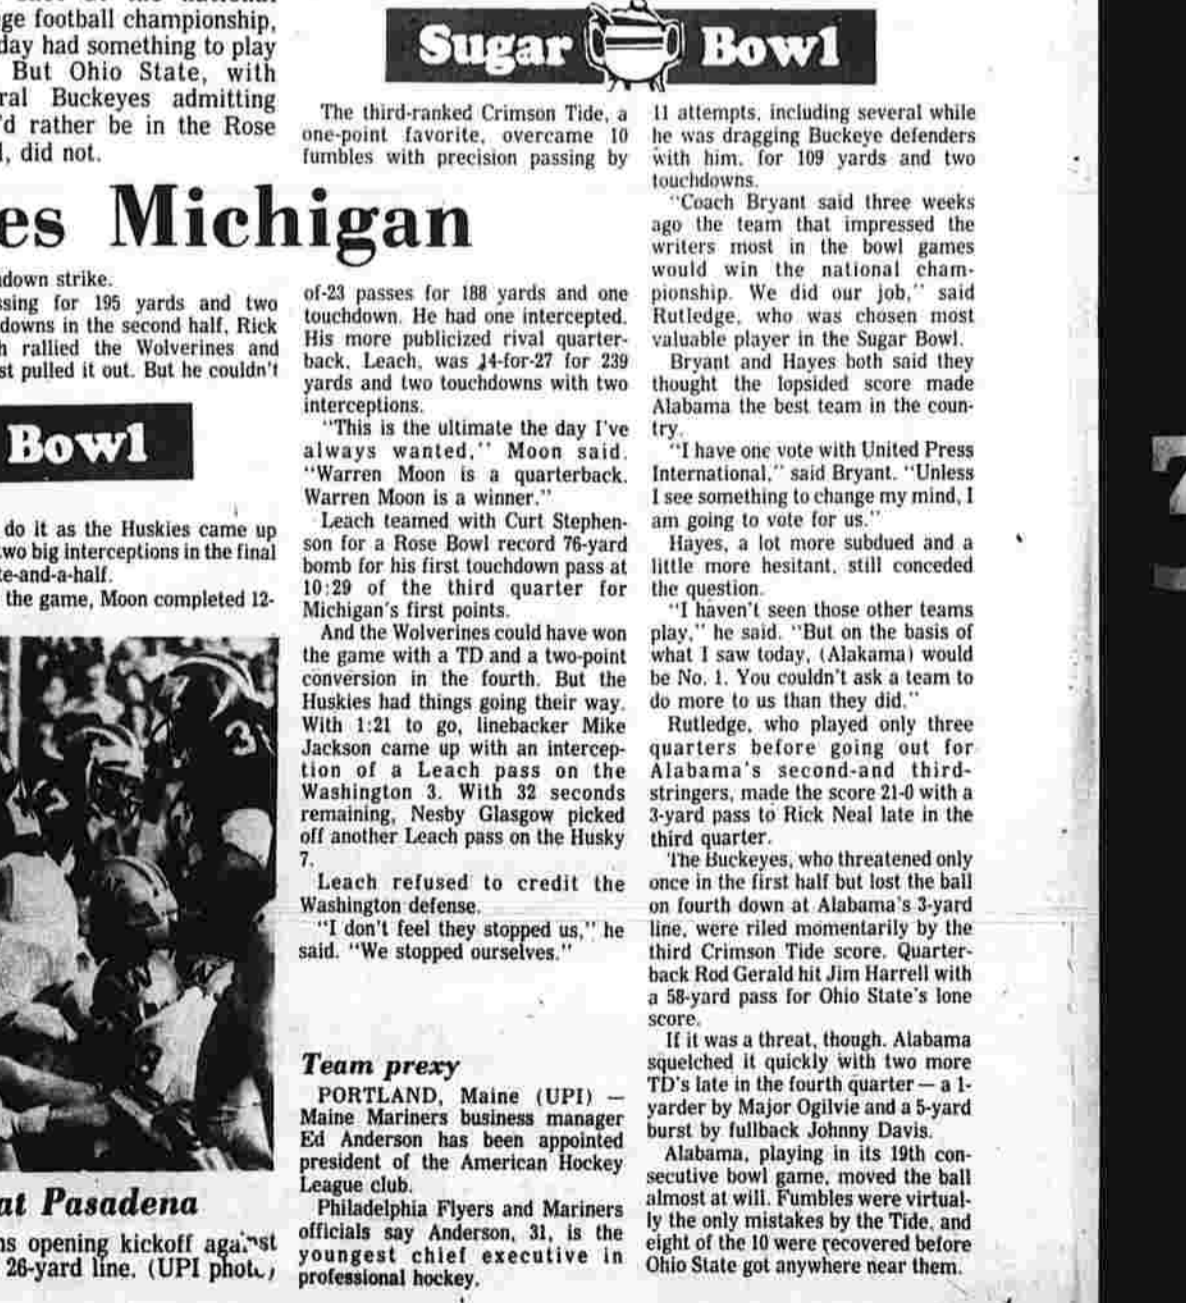 ge football championship,
day had something to play
But Ohio State, with
ral Buckeyes admitting
'd rather be in the Rose
, did not.
Sugar Bowl
The third-ranked Crimson Tide, a
one-point favorite, overcame 10
fumbles with precision passing by
11 attempts, including several while
he was dragging Buckeye defenders
with him, for 109 yards and two
touchdowns.
"Coach Bryant said three weeks
ago the team that impressed the
writers most in the bowl games
would win the national cham-
pionship. We did our job," said
Rutledge, who was chosen most
valuable player in the Sugar Bowl.
Bryant and Hayes both said they
thought the lopsided score made
Alabama the best team in the coun-
try.
"I have one vote with United Press
International," said Bryant. "Unless
I see something to change my mind, I
am going to vote for us."
Hayes, a lot more subdued and a
little more hesitant, still conceded
the question.
"I haven't seen those other teams
play," he said. "But on the basis of
what I saw today, (Alakama) would
be No. 1. You couldn't ask a team to
do more to us than they did."
Rutledge, who played only three
quarters before going out for
Alabama's second-and third-
stringers, made the score 21-0 with a
3-yard pass to Rick Neal late in the
third quarter.
The Buckeyes, who threatened only
once in the first half but lost the ball
on fourth down at Alabama's 3-yard
line, were riled momentarily by the
third Crimson Tide score. Quarter-
back Rod Gerald hit Jim Harrell with
a 58-yard pass for Ohio State's lone
score.
If it was a threat, though. Alabama
squelched it quickly with two more
TD's late in the fourth quarter — a 1-
yarder by Major Ogilvie and a 5-yard
burst by fullback Johnny Davis.
Alabama, playing in its 19th con-
secutive bowl game, moved the ball
almost at will. Fumbles were virtual-
ly the only mistakes by the Tide, and
eight of the 10 were recovered before
Ohio State got anywhere near them.
es Michigan
down strike.
ssing for 195 yards and two
downs in the second half, Rick
h rallied the Wolverines and
st pulled it out. But he couldn't
Bowl
do it as the Huskies came up
two big interceptions in the final
te-and-a-half.
the game, Moon completed 12-
of-23 passes for 188 yards and one
touchdown. He had one intercepted.
His more publicized rival quarter-
back, Leach, was 14-for-27 for 239
yards and two touchdowns with two
interceptions.
"This is the ultimate the day I've
always wanted," Moon said.
"Warren Moon is a quarterback.
Warren Moon is a winner."
Leach teamed with Curt Stephen-
son for a Rose Bowl record 76-yard
bomb for his first touchdown pass at
10:29 of the third quarter for
Michigan's first points.
And the Wolverines could have won
the game with a TD and a two-point
conversion in the fourth. But the
Huskies had things going their way.
With 1:21 to go, linebacker Mike
Jackson came up with an intercep-
tion of a Leach pass on the
Washington 3. With 32 seconds
remaining, Nesby Glasgow picked
off another Leach pass on the Husky
7.
Leach refused to credit the
Washington defense.
"I don't feel they stopped us," he
said. "We stopped ourselves."
at Pasadena
ns opening kickoff against
26-yard line. (UPI photo)
Team prexy
PORTLAND, Maine (UPI) —
Maine Mariners business manager
Ed Anderson has been appointed
president of the American Hockey
League club.
Philadelphia Flyers and Mariners
officials say Anderson, 31, is the
youngest chief executive in
professional hockey.